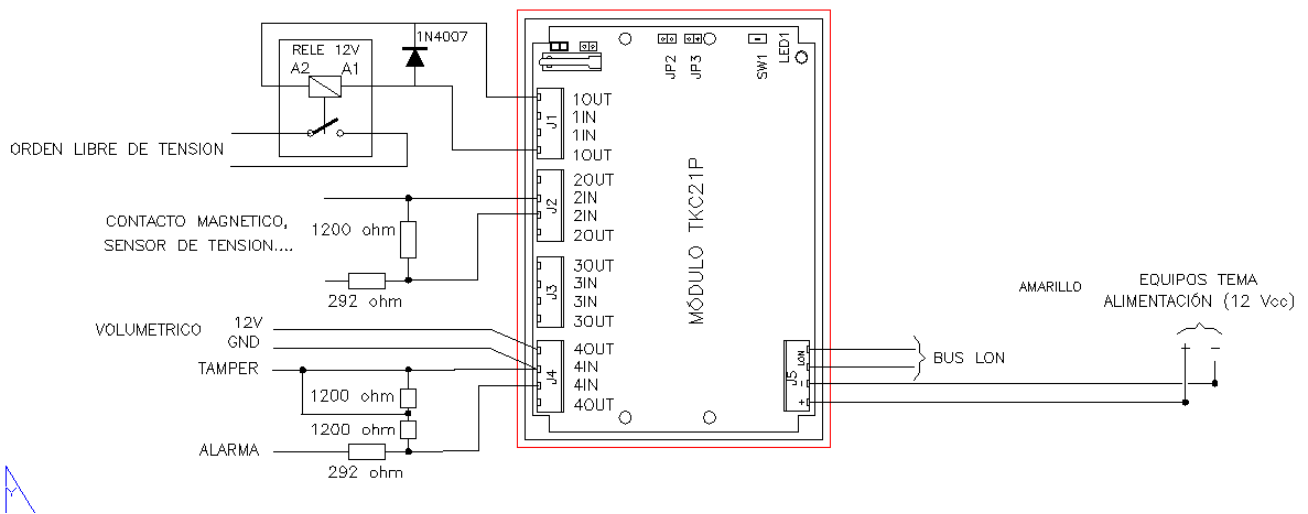 RELE 12V
A2 A1
1N4007
ORDEN LIBRE DE TENSION
CONTACTO MAGNETICO,
SENSOR DE TENSION....
1200 ohm
292 ohm
VOLUMETRICO
12V
GND
TAMPER
1200 ohm
1200 ohm
ALARMA
292 ohm
JP2
JP3
SW1
LED1
J1
1OUT
1IN
1IN
1OUT
J2
2OUT
2IN
2IN
2OUT
J3
3OUT
3IN
3IN
3OUT
J4
4OUT
4IN
4IN
4OUT
MÓDULO TKC21P
J5
LON
-
+
BUS LON
AMARILLO
EQUIPOS TEMA
ALIMENTACIÓN (12 Vcc)
+ -
Y